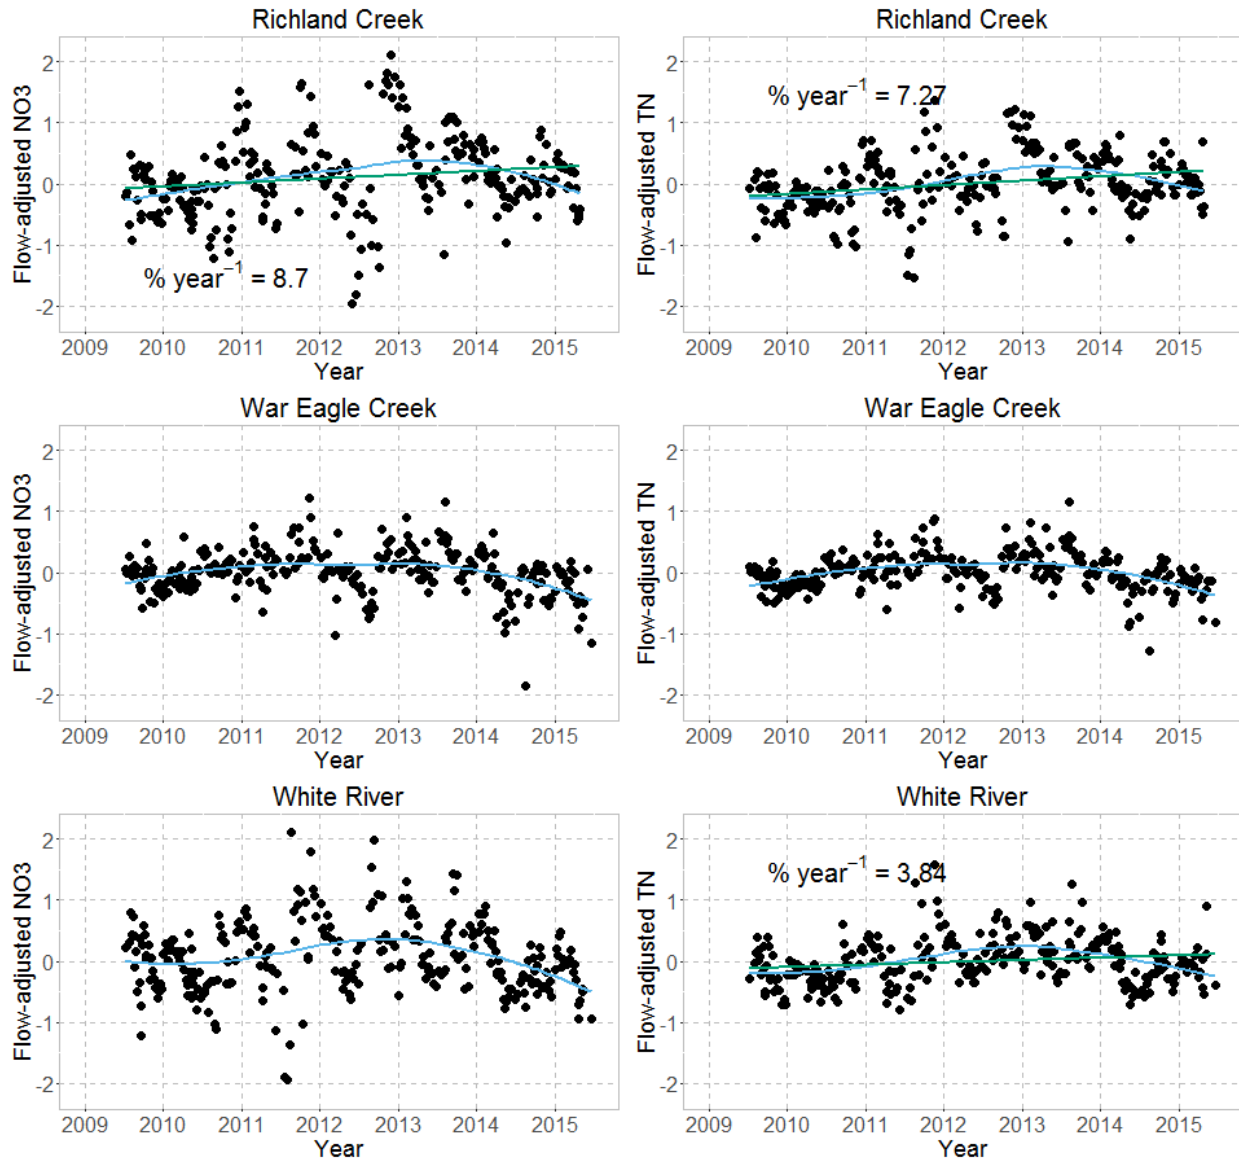 Richland Creek
Flow-adjusted NO3
2
1
0
-1
-2
% year⁻¹ = 8.7
2009 2010 2011 2012 2013 2014 2015
Year
Richland Creek
Flow-adjusted TN
2
1
0
-1
-2
% year⁻¹ = 7.27
2009 2010 2011 2012 2013 2014 2015
Year
War Eagle Creek
Flow-adjusted NO3
2
1
0
-1
-2
2009 2010 2011 2012 2013 2014 2015
Year
War Eagle Creek
Flow-adjusted TN
2
1
0
-1
-2
2009 2010 2011 2012 2013 2014 2015
Year
White River
Flow-adjusted NO3
2
1
0
-1
-2
2009 2010 2011 2012 2013 2014 2015
Year
White River
Flow-adjusted TN
2
1
0
-1
-2
% year⁻¹ = 3.84
2009 2010 2011 2012 2013 2014 2015
Year